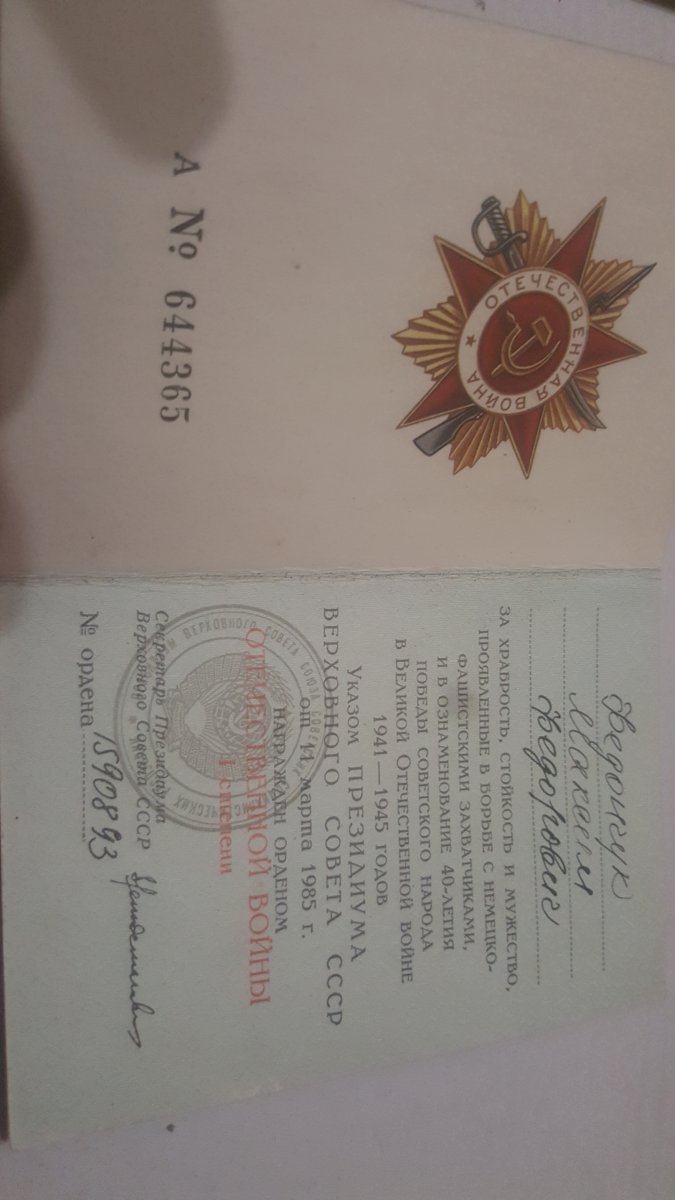 ОТЕЧЕСТВЕННАЯ ВОЙНА
А № 644365
Федончук
Максим
Федорович
ЗА ХРАБРОСТЬ, СТОЙКОСТЬ И МУЖЕСТВО,
ПРОЯВЛЕННЫЕ В БОРЬБЕ С НЕМЕЦКО-
ФАШИСТСКИМИ ЗАХВАТЧИКАМИ,
И В ОЗНАМЕНОВАНИЕ 40-ЛЕТИЯ
ПОБЕДЫ СОВЕТСКОГО НАРОДА
В ВЕЛИКОЙ ОТЕЧЕСТВЕННОЙ ВОЙНЕ
1941—1945 ГОДОВ
УКАЗОМ ПРЕЗИДИУМА
ВЕРХОВНОГО СОВЕТА СССР
от 11 марта 1985 г.
НАГРАЖДЕН ОРДЕНОМ
ОТЕЧЕСТВЕННОЙ ВОЙНЫ
I степени
Секретарь Президиума
Верховного Совета СССР
№ ордена 1590893